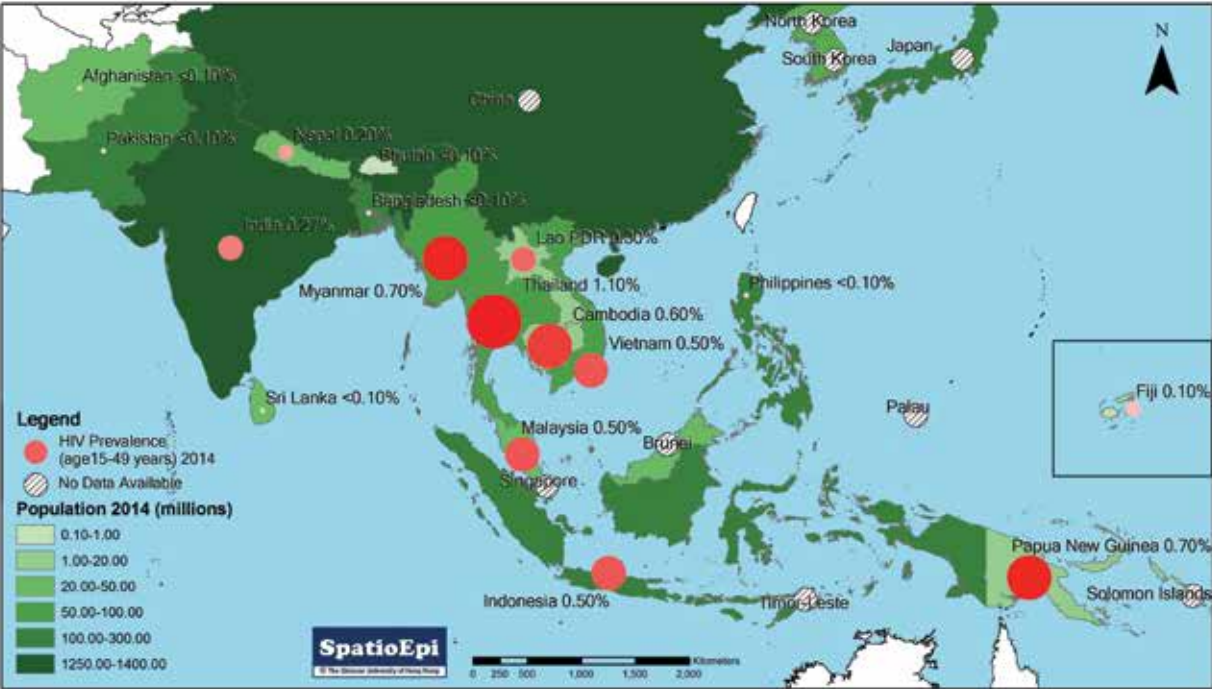 North Korea
South Korea
Japan
N
Afghanistan <0.10%
China
Pakistan <0.10%
Nepal 0.20%
Bhutan <0.10%
Bangladesh <0.10%
India 0.27%
Lao PDR 0.30%
Thailand 1.10%
Myanmar 0.70%
Philippines <0.10%
Cambodia 0.60%
Vietnam 0.50%
Sri Lanka <0.10%
Fiji 0.10%
Palau
Malaysia 0.50%
Brunei
Singapore
Papua New Guinea 0.70%
Indonesia 0.50%
Timor-Leste
Solomon Islands
Legend
HIV Prevalence
(age15-49 years) 2014
No Data Available
Population 2014 (millions)
0.10-1.00
1.00-20.00
20.00-50.00
50.00-100.00
100.00-300.00
1250.00-1400.00
SpatioEpi
© The Chinese University of Hong Kong
Kilometers
0 250 500 1,000 1,500 2,000